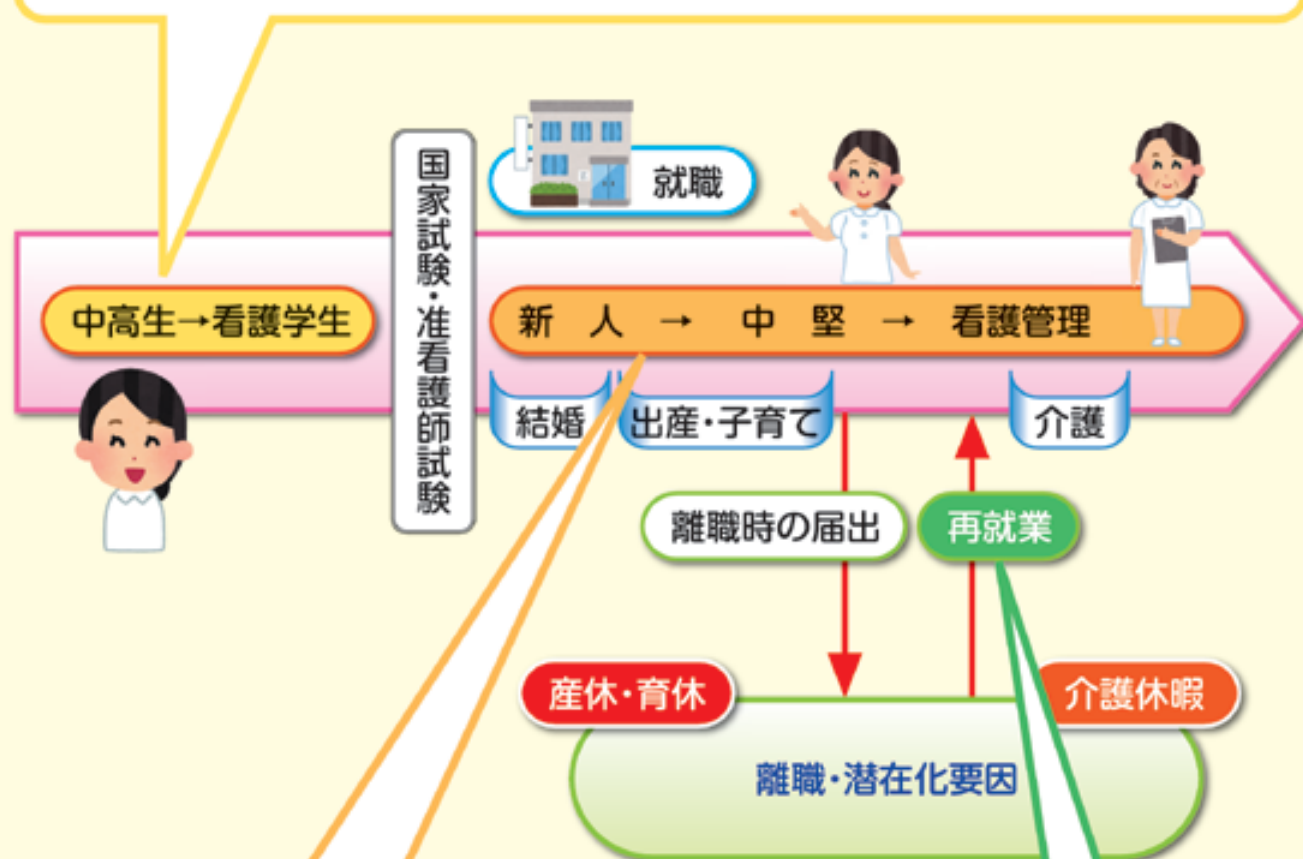 国家試験・准看護師試験
就職
中高生→看護学生
新人 → 中堅 → 看護管理
結婚
出産・子育て
介護
離職時の届出
再就業
産休・育休
介護休暇
離職・潜在化要因